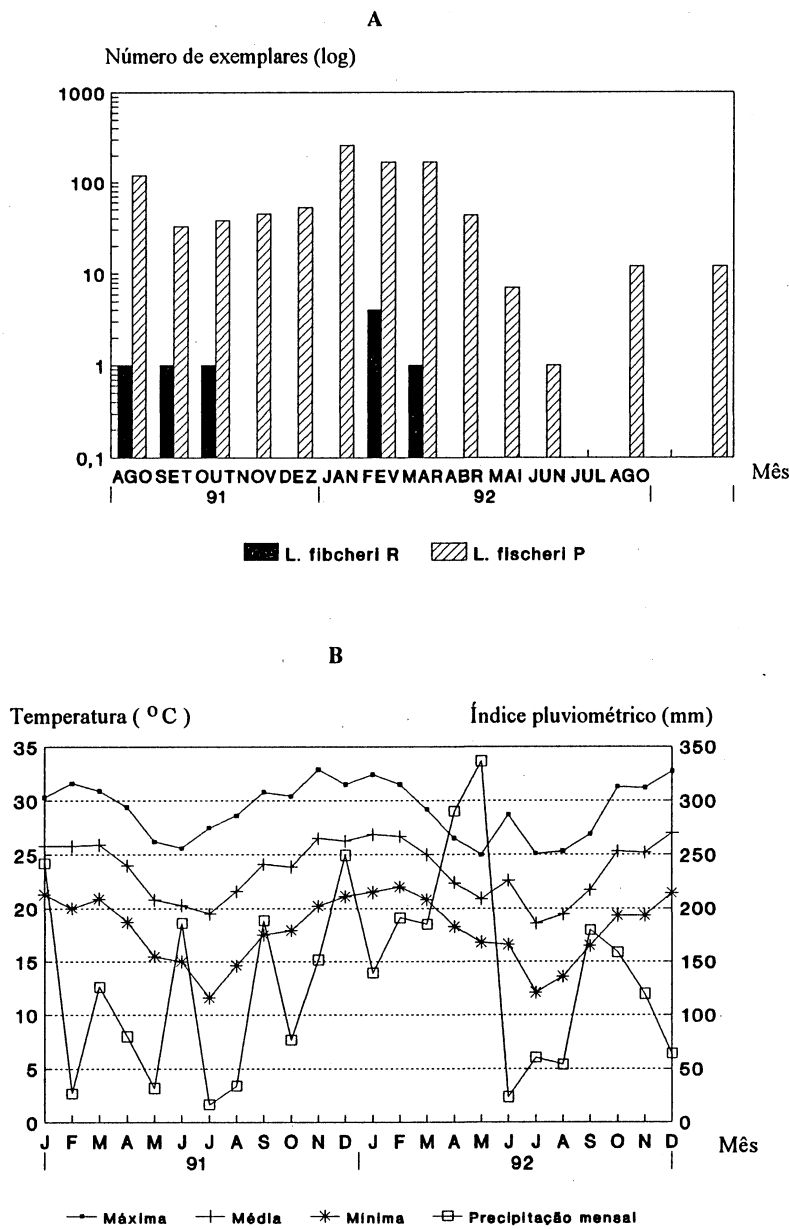 A
Número de exemplares (log)
1000
100
10
1
0,1
AGO SET OUT NOV DEZ JAN FEV MAR ABR MAI JUN JUL AGO Mês
91 92
L. fibcheri R L. fischeri P
B
Temperatura ( °C ) Índice pluviométrico (mm)
35 350
30 300
25 250
20 200
15 150
10 100
5 50
0 0
J F M A M J J A S O N D J F M A M J J A S O N D Mês
91 92
Máxima Média Mínima Precipitação mensal